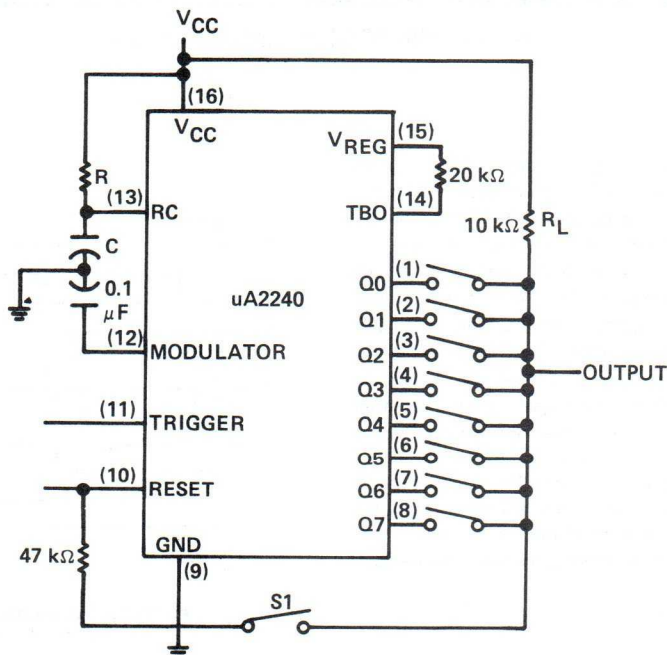 VCC
(16)
VCC
VREG (15)
R
20 kΩ
(13) RC
TBO (14)
10 kΩ RL
C
0.1
μF
uA2240
Q0 (1)
Q1 (2)
Q2 (3)
Q3 (4)
Q4 (5)
Q5 (6)
Q6 (7)
Q7 (8)
OUTPUT
(12) MODULATOR
(11) TRIGGER
(10) RESET
47 kΩ
GND
(9)
S1